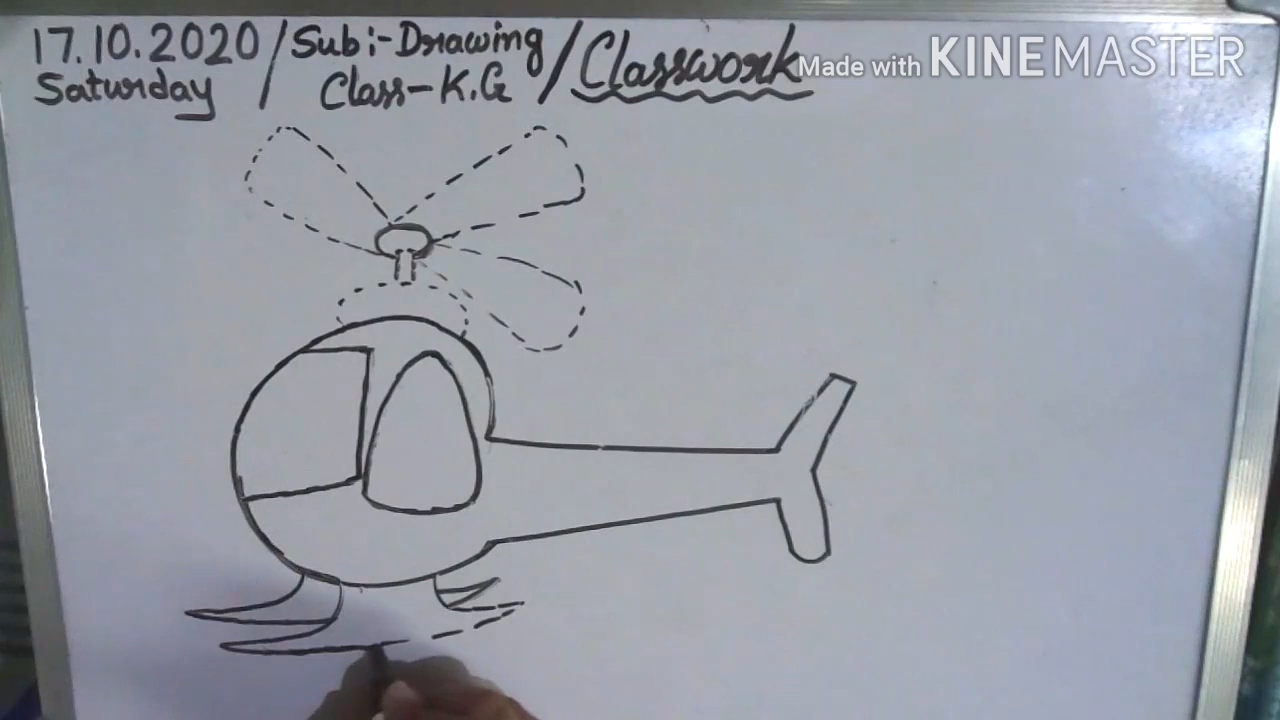 17.10.2020 / Sub:- Drawing / Classwork
Saturday / Class - K.G
Made with KINEMASTER